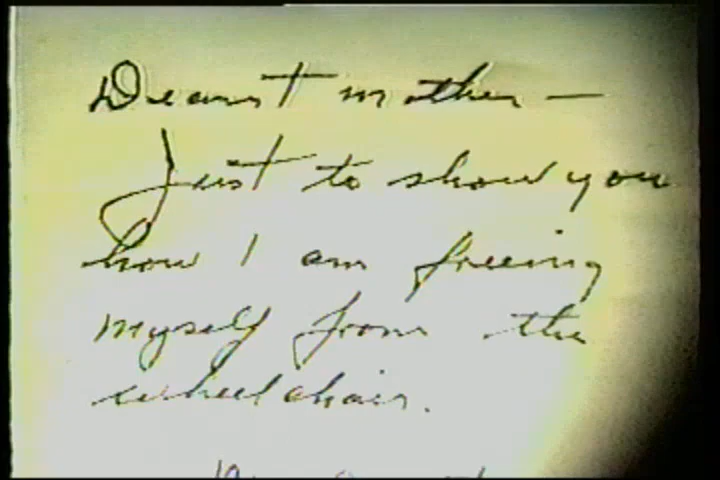 Dearest mother —
Just to show you
how I am freeing
myself from the
wheelchair.